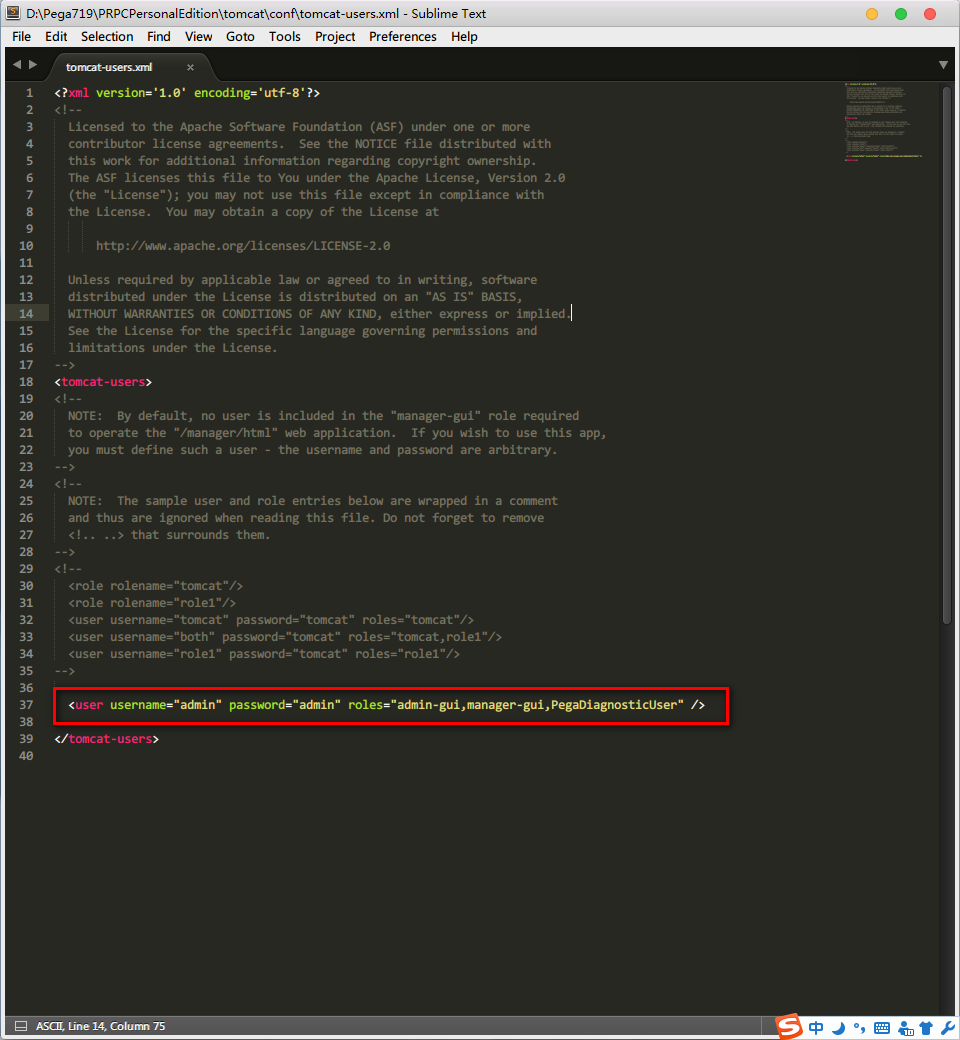 D:\Pega719\PRPCPersonalEdition\tomcat\conf\tomcat-users.xml - Sublime Text
File Edit Selection Find View Goto Tools Project Preferences Help
tomcat-users.xml ×
1 <?xml version='1.0' encoding='utf-8'?>
2 <!--
3 Licensed to the Apache Software Foundation (ASF) under one or more
4 contributor license agreements.  See the NOTICE file distributed with
5 this work for additional information regarding copyright ownership.
6 The ASF licenses this file to You under the Apache License, Version 2.0
7 (the "License"); you may not use this file except in compliance with
8 the License.  You may obtain a copy of the License at
9
10 http://www.apache.org/licenses/LICENSE-2.0
11
12 Unless required by applicable law or agreed to in writing, software
13 distributed under the License is distributed on an "AS IS" BASIS,
14 WITHOUT WARRANTIES OR CONDITIONS OF ANY KIND, either express or implied.
15 See the License for the specific language governing permissions and
16 limitations under the License.
17 -->
18 <tomcat-users>
19 <!--
20 NOTE:  By default, no user is included in the "manager-gui" role required
21 to operate the "/manager/html" web application.  If you wish to use this app,
22 you must define such a user - the username and password are arbitrary.
23 -->
24 <!--
25 NOTE:  The sample user and role entries below are wrapped in a comment
26 and thus are ignored when reading this file. Do not forget to remove
27 <!.. ..> that surrounds them.
28 -->
29 <!--
30 <role rolename="tomcat"/>
31 <role rolename="role1"/>
32 <user username="tomcat" password="tomcat" roles="tomcat"/>
33 <user username="both" password="tomcat" roles="tomcat,role1"/>
34 <user username="role1" password="tomcat" roles="role1"/>
35 -->
36
37 <user username="admin" password="admin" roles="admin-gui,manager-gui,PegaDiagnosticUser" />
38
39 </tomcat-users>
40
ASCII, Line 14, Column 75
S 中 °,